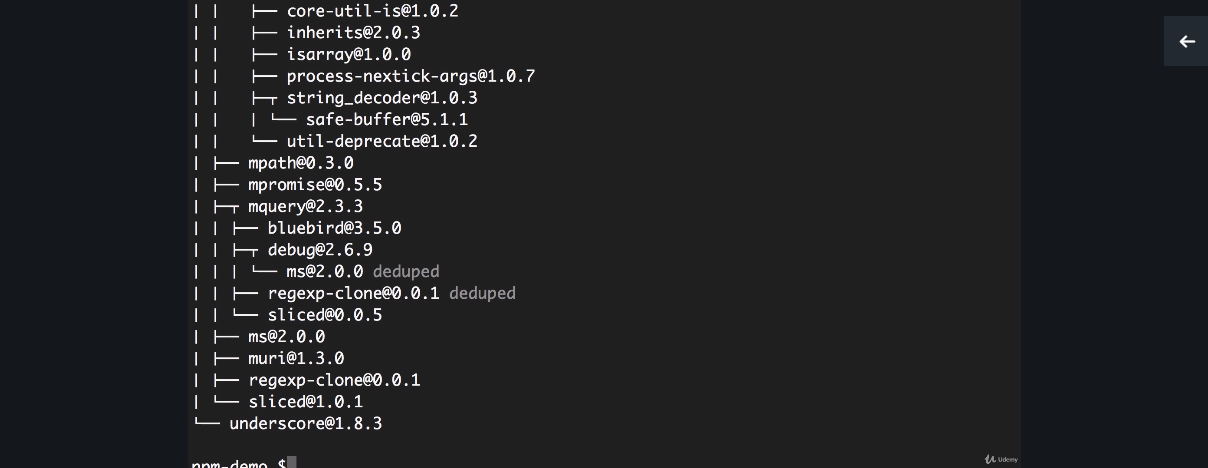 | |   ├── core-util-is@1.0.2
| |   ├── inherits@2.0.3
| |   ├── isarray@1.0.0
| |   ├── process-nextick-args@1.0.7
| |   ├─┬ string_decoder@1.0.3
| |   | └── safe-buffer@5.1.1
| |   └── util-deprecate@1.0.2
| ├── mpath@0.3.0
| ├── mpromise@0.5.5
| ├─┬ mquery@2.3.3
| | ├── bluebird@3.5.0
| | ├─┬ debug@2.6.9
| | | └── ms@2.0.0 deduped
| | ├── regexp-clone@0.0.1 deduped
| | └── sliced@0.0.5
| ├── ms@2.0.0
| ├── muri@1.3.0
| ├── regexp-clone@0.0.1
| └── sliced@1.0.1
└── underscore@1.8.3
npm-demo $
Udemy